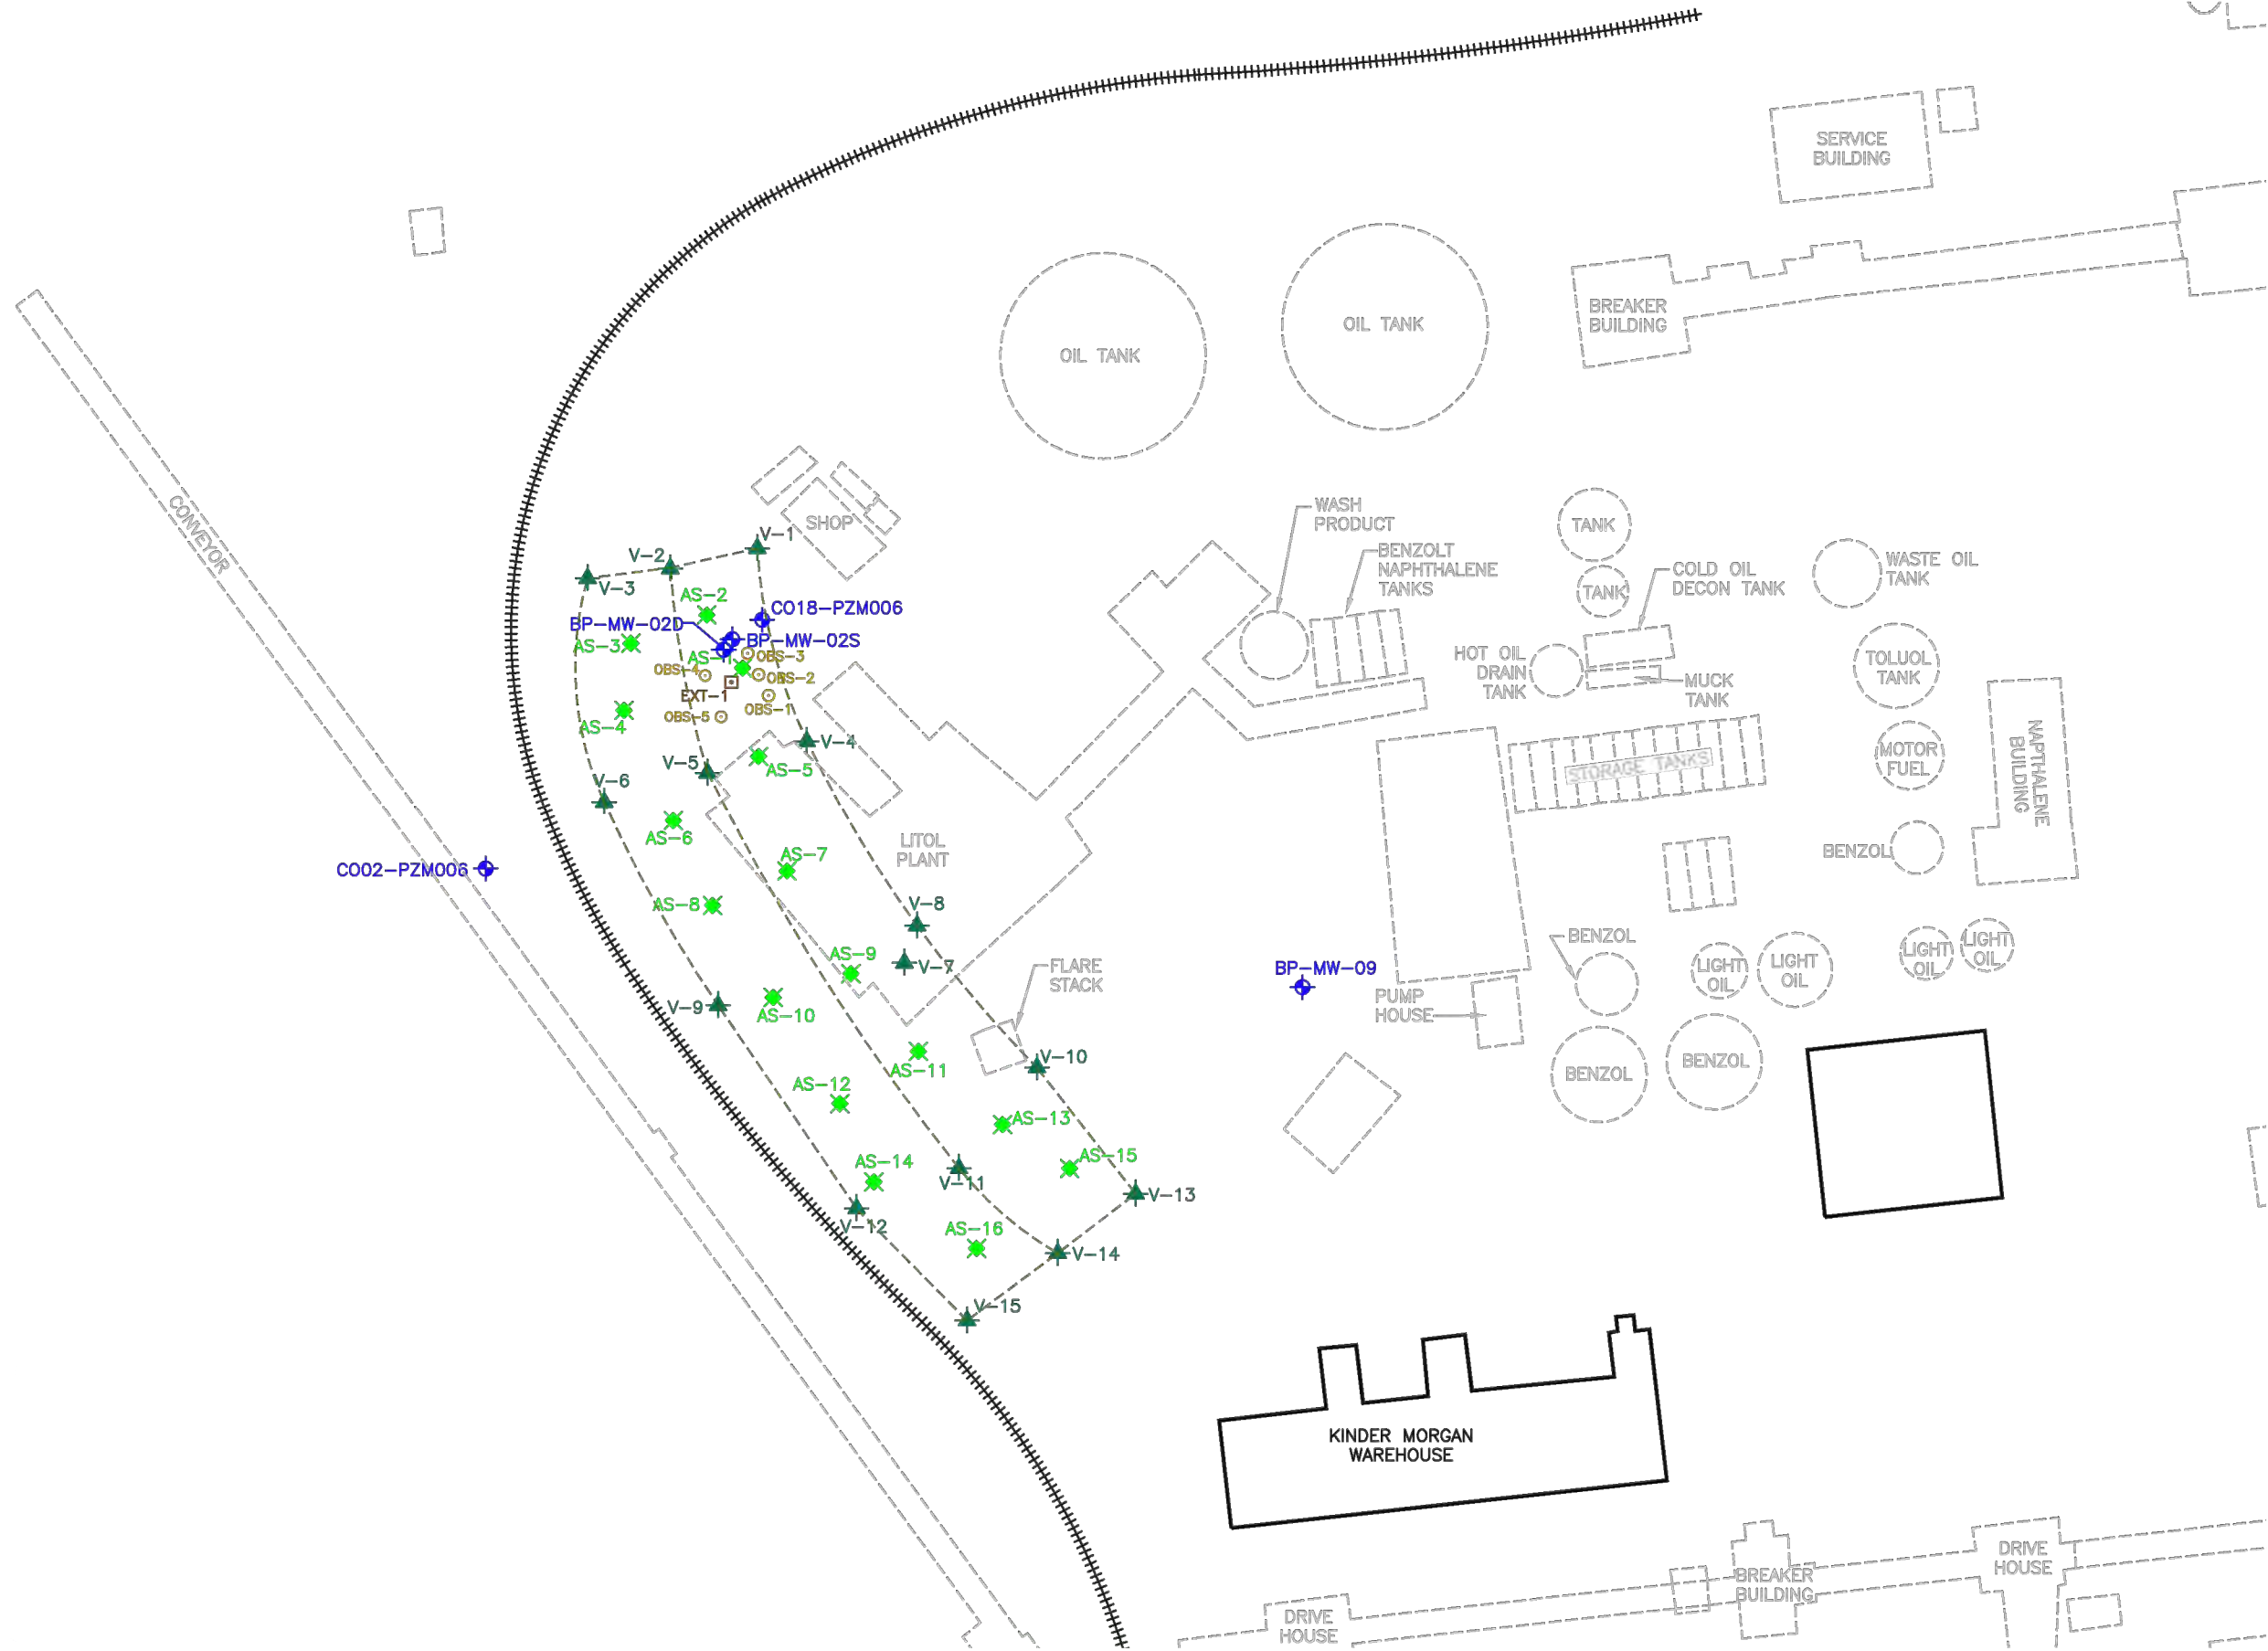 SERVICE
BUILDING
BREAKER
BUILDING
OIL TANK
OIL TANK
CONVEYOR
SHOP
WASH
PRODUCT
BENZOLT
NAPHTHALENE
TANKS
TANK
TANK
COLD OIL
DECON TANK
WASTE OIL
TANK
V-1
V-2
V-3
AS-2
CO18-PZM006
BP-MW-02D
BP-MW-02S
AS-3
AS-1
OBS-3
OBS-4
OBS-2
EXT-1
OBS-1
OBS-5
AS-4
HOT OIL
DRAIN
TANK
MUCK
TANK
TOLUOL
TANK
NAPTHALENE
BUILDING
V-4
V-5
AS-5
V-6
STORAGE TANKS
MOTOR
FUEL
AS-6
AS-7
LITOL
PLANT
BENZOL
CO02-PZM006
AS-8
V-8
AS-9
V-7
FLARE
STACK
BP-MW-09
BENZOL
LIGHT
OIL
LIGHT
OIL
LIGHT
OIL
LIGHT
OIL
PUMP
HOUSE
V-9
AS-10
V-10
AS-11
BENZOL
BENZOL
AS-12
AS-13
AS-14
AS-15
V-11
V-13
V-12
AS-16
V-14
V-15
KINDER MORGAN
WAREHOUSE
DRIVE
HOUSE
BREAKER
BUILDING
DRIVE
HOUSE